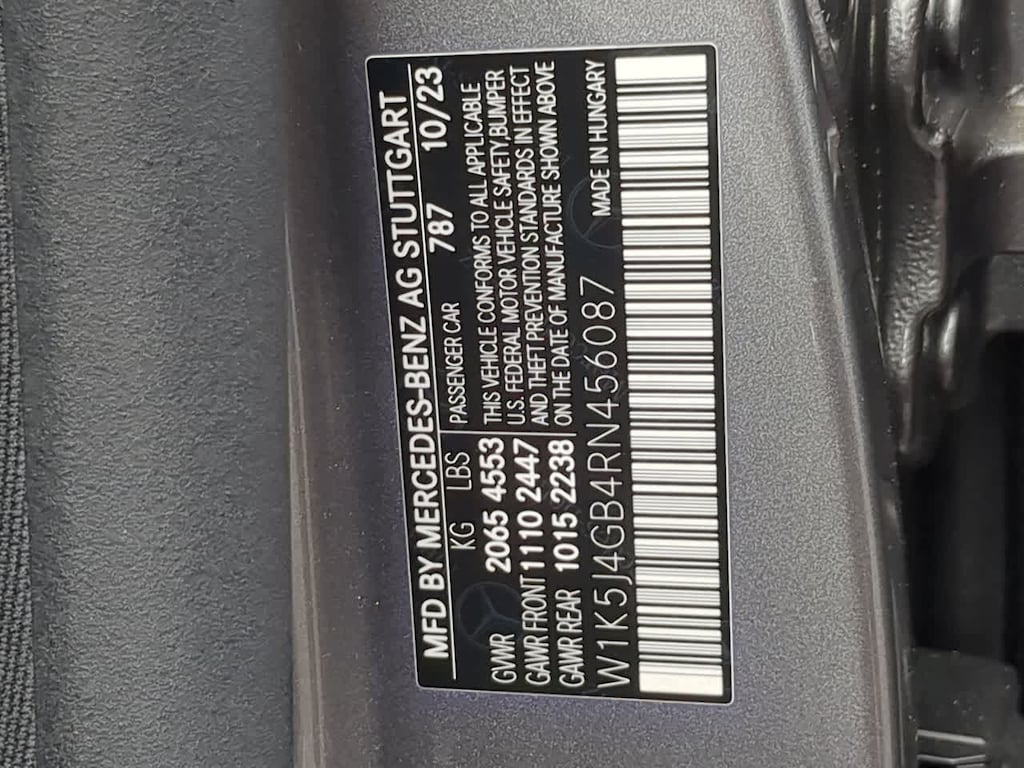 MFD BY MERCEDES-BENZ AG STUTTGART
KG LBS PASSENGER CAR 787 10/23
GVWR 2065 4553 THIS VEHICLE CONFORMS TO ALL APPLICABLE
GAWR FRONT 1110 2447 U.S. FEDERAL MOTOR VEHICLE SAFETY,BUMPER
GAWR REAR 1015 2238 AND THEFT PREVENTION STANDARDS IN EFFECT
ON THE DATE OF MANUFACTURE SHOWN ABOVE
W1K5J4GB4RN456087 MADE IN HUNGARY